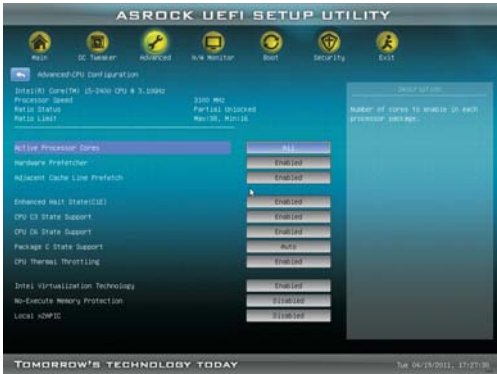 ASROCK UEFI SETUP UTILITY
Main OC Tweaker Advanced H/W Monitor Boot Security Exit
Advanced\CPU Configuration
Description
Intel(R) Core(TM) i5-2400 CPU @ 3.10GHz
Processor Speed 3100 MHz
Ratio Status Partial Unlocked
Ratio Limit Max:38, Min:16
Number of cores to enable in each
processor package.
Active Processor Cores All
Hardware Prefetcher Enabled
Adjacent Cache Line Prefetch Enabled
Enhanced Halt State(C1E) Enabled
CPU C3 State Support Enabled
CPU C6 State Support Enabled
Package C State Support Auto
CPU Thermal Throttling Enabled
Intel Virtualization Technology Enabled
No-Execute Memory Protection Disabled
Local x2APIC Disabled
TOMORROW'S TECHNOLOGY TODAY
Tue 04/19/2011, 17:27:30